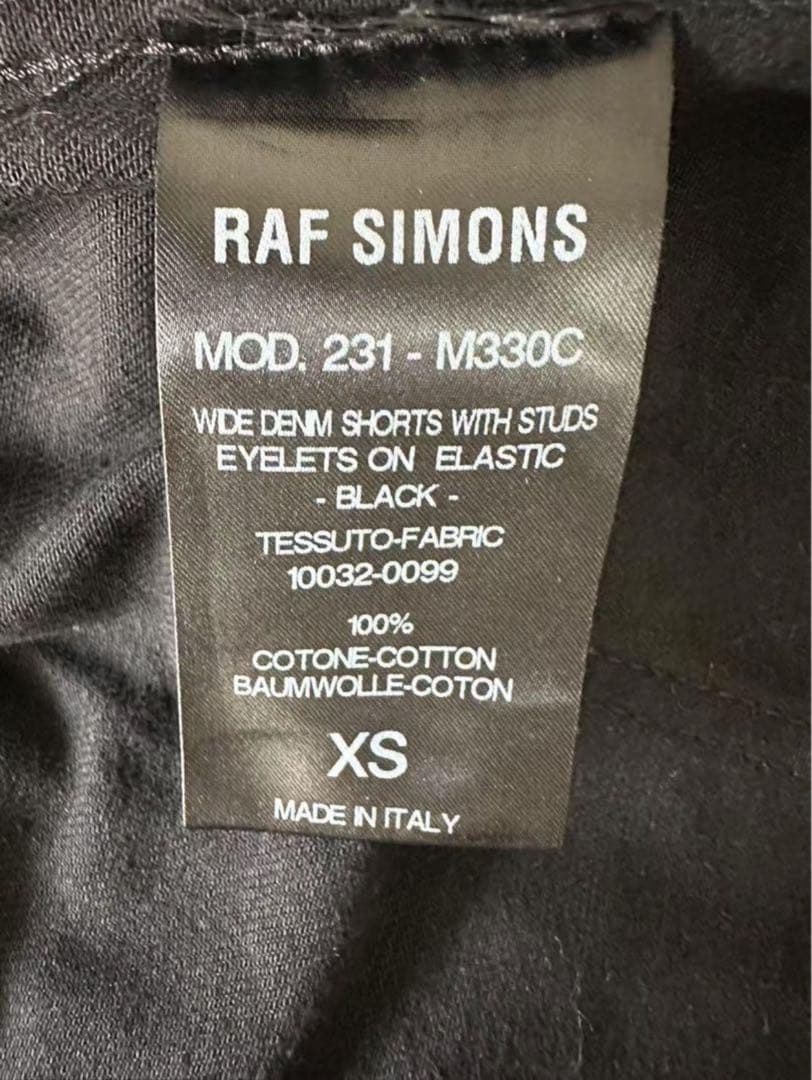 RAF SIMONS
MOD. 231 - M330C
WIDE DENIM SHORTS WITH STUDS
EYELETS ON ELASTIC
- BLACK -
TESSUTO-FABRIC
10032-0099
100%
COTONE-COTTON
BAUMWOLLE-COTON
XS
MADE IN ITALY